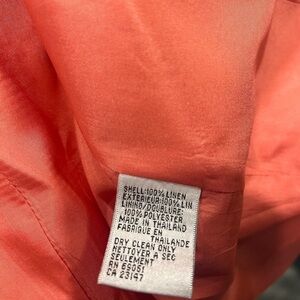 SHELL:100% LINEN
EXTERIEUR:100% LIN
LINING/DOUBLURE:
100% POLYESTER
MADE IN THAILAND
FABRIQUE EN
THAILANDE
DRY CLEAN ONLY
NETTOYER A SEC
SEULEMENT
RN 65051
CA 23147